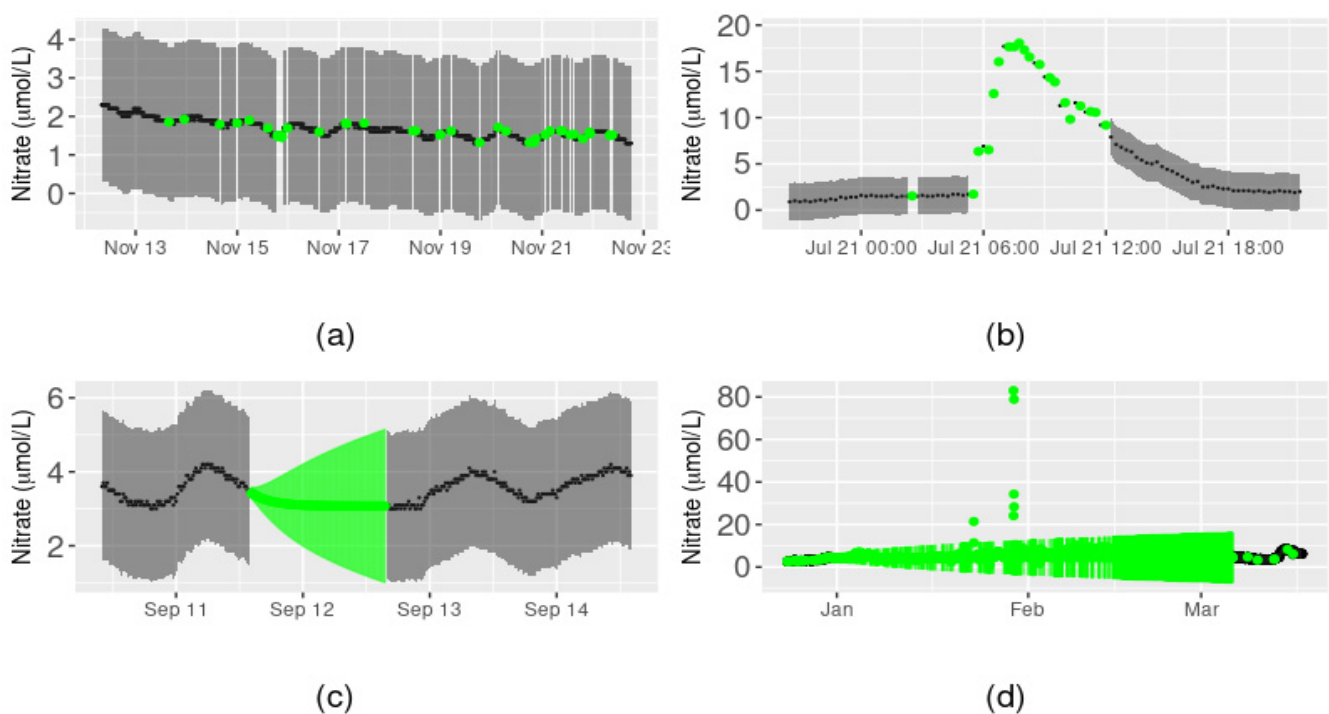 Nitrate (μmol/L)
4
3
2
1
0
Nov 13 Nov 15 Nov 17 Nov 19 Nov 21 Nov 23
(a)
Nitrate (μmol/L)
20
15
10
5
0
Jul 21 00:00 Jul 21 06:00 Jul 21 12:00 Jul 21 18:00
(b)
Nitrate (μmol/L)
6
4
2
Sep 11 Sep 12 Sep 13 Sep 14
(c)
Nitrate (μmol/L)
80
60
40
20
0
Jan Feb Mar
(d)